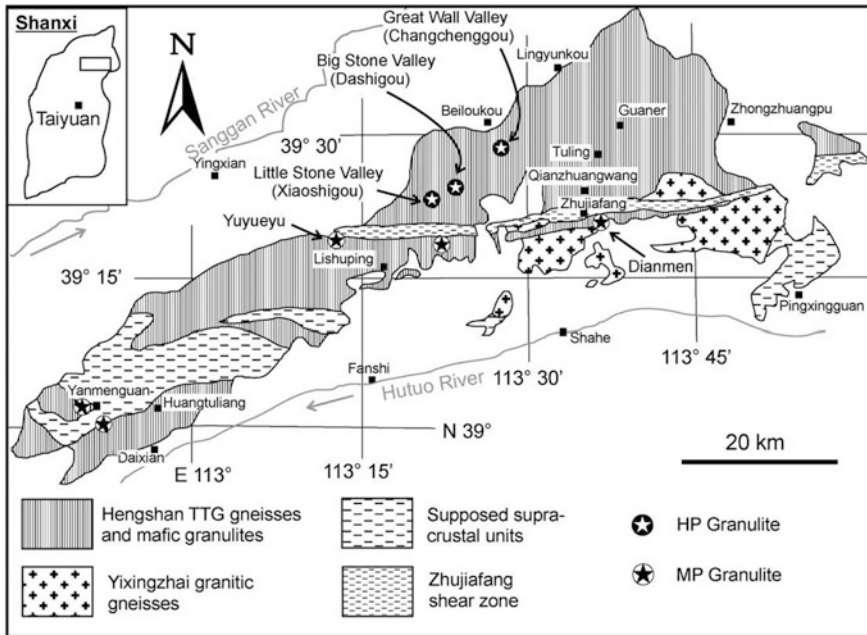 Shanxi
Taiyuan
N
Great Wall Valley
(Changchenggou)
Big Stone Valley
(Dashigou)
Lingyunkou
Sanggan River
Beiloukou
Guaner
Zhongzhuangpu
39° 30'
Tuling
Yingxian
Little Stone Valley
(Xiaoshigou)
Qianzhuangwang
Zhujiafang
Yuyueyu
Lishuping
Dianmen
39° 15'
Pingxingguan
Shahe
113° 45'
Fanshi
113° 30'
Hutuo River
Yanmenguan-
Huangtuliang
N 39°
Daixian
20 km
E 113°
113° 15'
Hengshan TTG gneisses
and mafic granulites
Supposed supra-
crustal units
HP Granulite
Yixingzhai granitic
gneisses
Zhujiafang
shear zone
MP Granulite